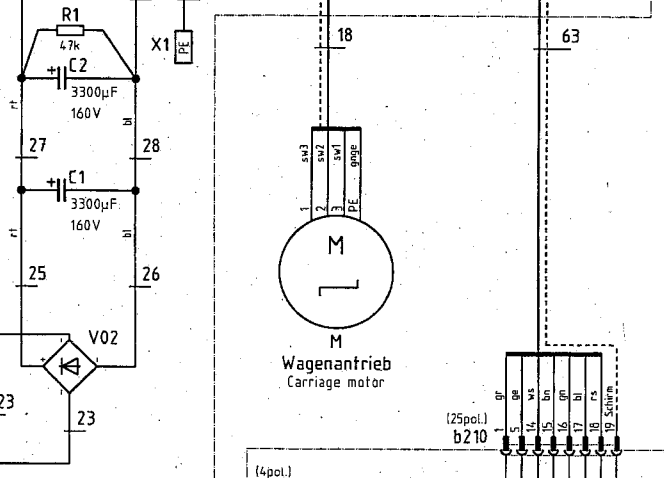 R1
47k
X1
PE
C2
3300µF
160V
rt
bl
27
28
C1
3300µF
160V
rt
bl
25
26
V02
23
23
18
63
sw3
sw2
sw1
gnge
1
2
3
PE
M
M
Wagenantrieb
Carriage motor
gr
ge
ws
bn
gn
bl
rs
Schirm
(25pol.)
b210
1
5
14
15
16
17
18
19
(4pol.)